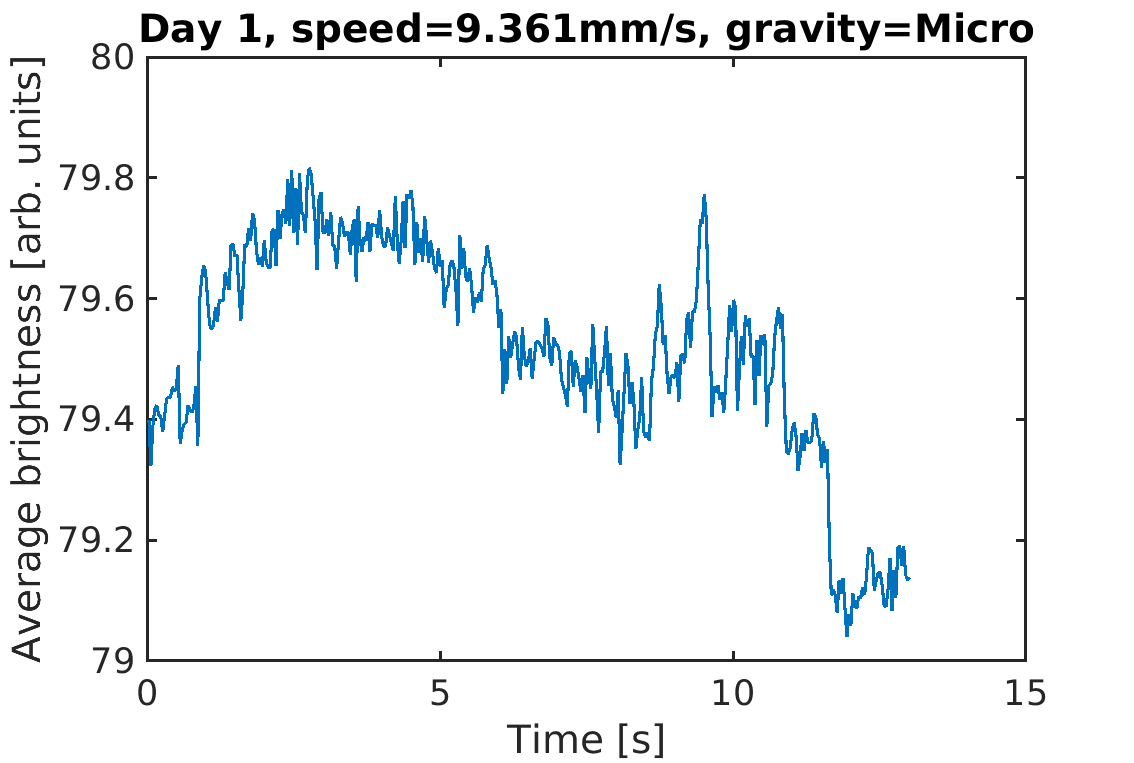 Day 1, speed=9.361mm/s, gravity=Micro
Average brightness [arb. units]
80
79.8
79.6
79.4
79.2
79
0 5 10 15
Time [s]